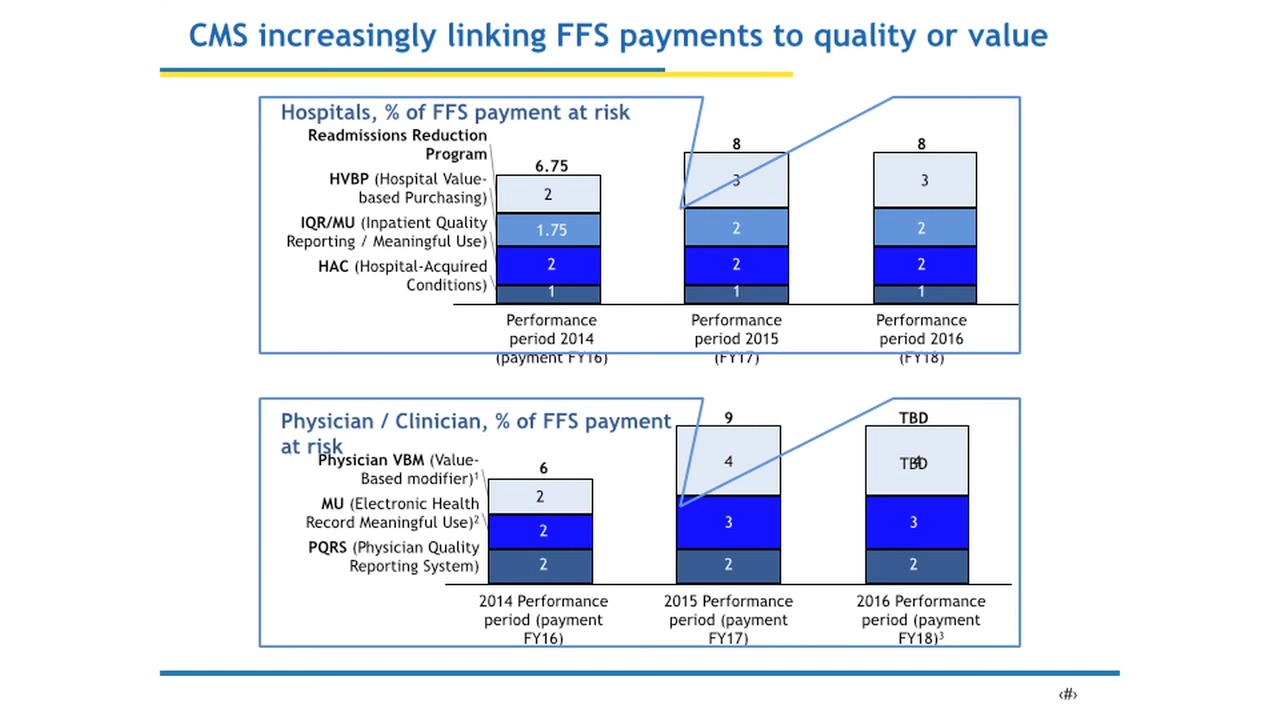 CMS increasingly linking FFS payments to quality or value
Hospitals, % of FFS payment at risk
Readmissions Reduction
Program
HVBP (Hospital Value-
based Purchasing)
IQR/MU (Inpatient Quality
Reporting / Meaningful Use)
HAC (Hospital-Acquired
Conditions)
6.75
2
1.75
2
1
8
3
2
2
1
8
3
2
2
1
Performance
period 2014
(payment FY16)
Performance
period 2015
(FY17)
Performance
period 2016
(FY18)
Physician / Clinician, % of FFS payment
at risk
Physician VBM (Value-
Based modifier)¹
MU (Electronic Health
Record Meaningful Use)²
PQRS (Physician Quality
Reporting System)
6
2
2
2
9
4
3
2
TBD
TBD
4
3
2
2014 Performance
period (payment
FY16)
2015 Performance
period (payment
FY17)
2016 Performance
period (payment
FY18)³
‹#›